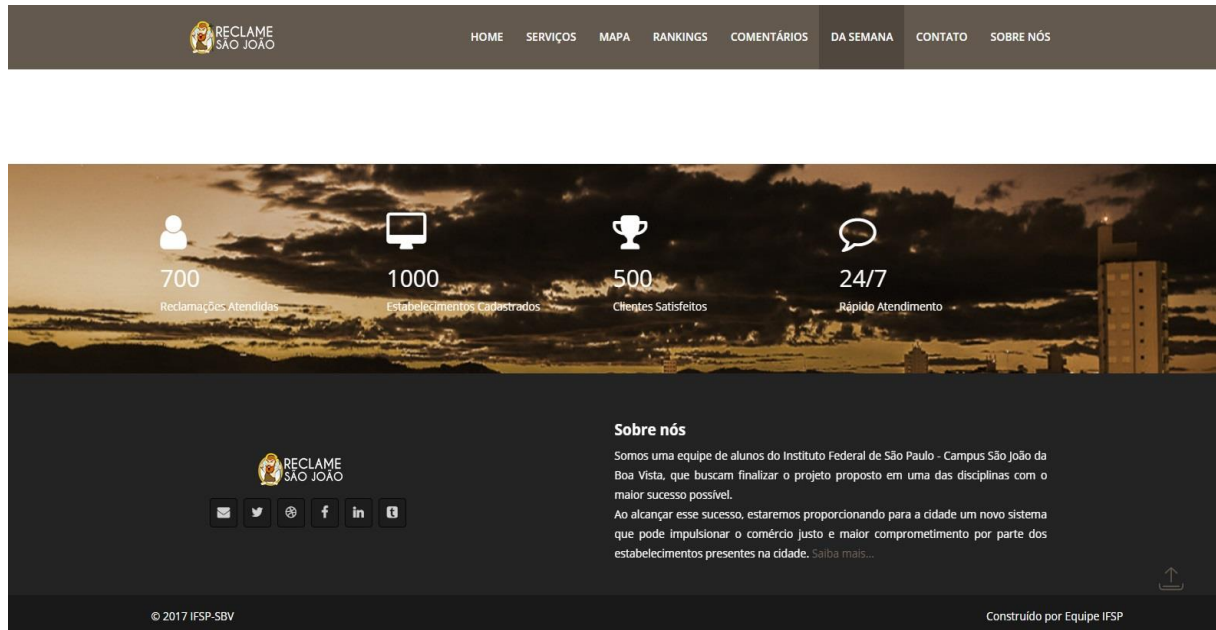 RECLAME
SÃO JOÃO
HOME SERVIÇOS MAPA RANKINGS COMENTÁRIOS DA SEMANA CONTATO SOBRE NÓS
700 1000 500 24/7
Reclamações Atendidas Estabelecimentos Cadastrados Clientes Satisfeitos Rápido Atendimento
RECLAME
SÃO JOÃO
Sobre nós
Somos uma equipe de alunos do Instituto Federal de São Paulo - Campus São João da
Boa Vista, que buscam finalizar o projeto proposto em uma das disciplinas com o
maior sucesso possível.
Ao alcançar esse sucesso, estaremos proporcionando para a cidade um novo sistema
que pode impulsionar o comércio justo e maior comprometimento por parte dos
estabelecimentos presentes na cidade. Saiba mais...
© 2017 IFSP-SBV
Construído por Equipe IFSP